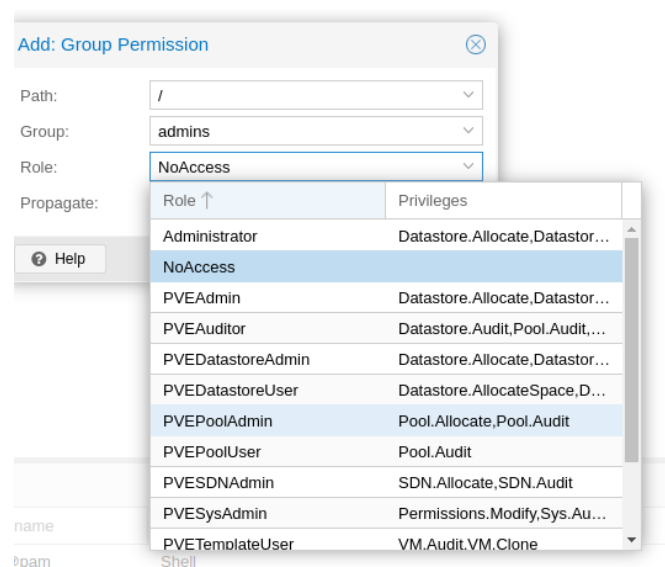 Add: Group Permission
Path: /
Group: admins
Role: NoAccess
Propagate:
Role Privileges
Administrator Datastore.Allocate,Datastor...
NoAccess
PVEAdmin Datastore.Allocate,Datastor...
PVEAuditor Datastore.Audit,Pool.Audit,...
PVEDatastoreAdmin Datastore.Allocate,Datastor...
PVEDatastoreUser Datastore.AllocateSpace,D...
PVEPoolAdmin Pool.Allocate,Pool.Audit
PVEPoolUser Pool.Audit
PVESDNAdmin SDN.Allocate,SDN.Audit
PVESysAdmin Permissions.Modify,Sys.Au...
PVETemplateUser VM.Audit,VM.Clone
Help
name
@pam Shell